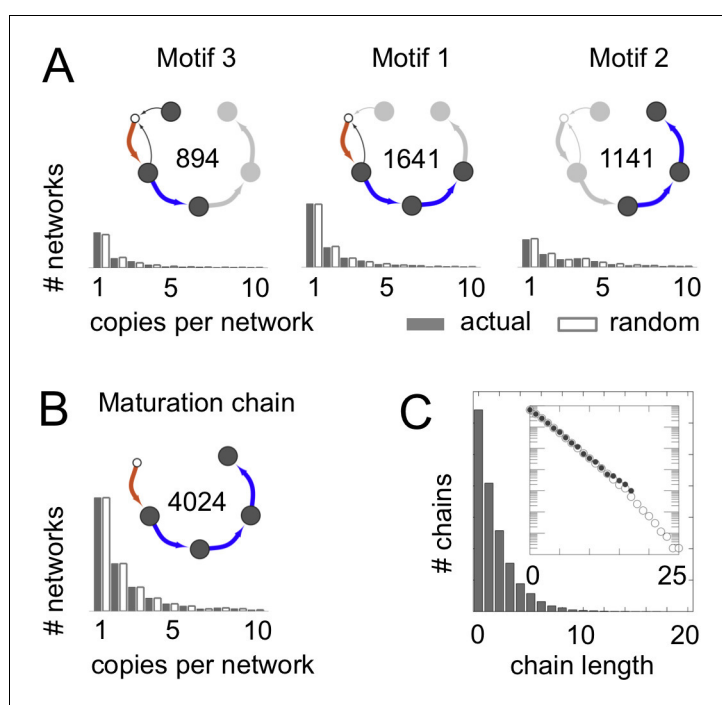 A
Motif 3
Motif 1
Motif 2
894
1641
1141
# networks
1 5 10
1 5 10
1 5 10
copies per network
actual
random
B
Maturation chain
4024
# networks
1 5 10
copies per network
C
# chains
0 25
0 10 20
chain length